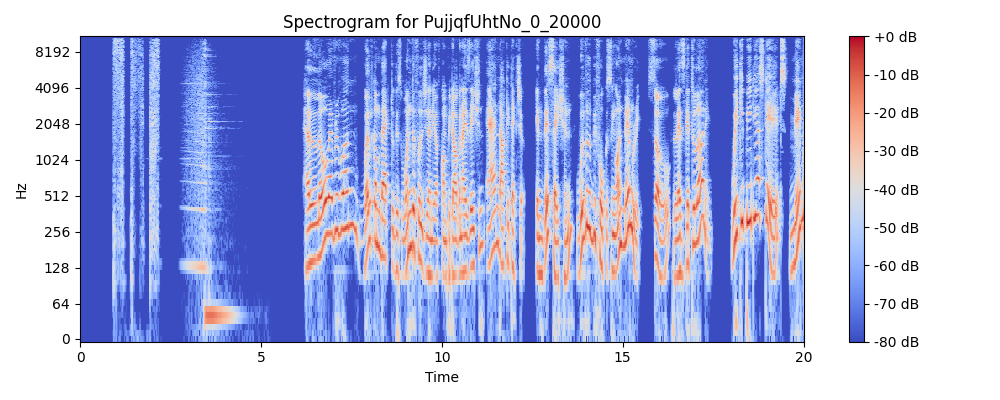 Spectrogram for PujjqfUhtNo_0_20000
8192
4096
2048
1024
512
256
128
64
0
Hz
0
5
10
15
20
Time
+0 dB
-10 dB
-20 dB
-30 dB
-40 dB
-50 dB
-60 dB
-70 dB
-80 dB